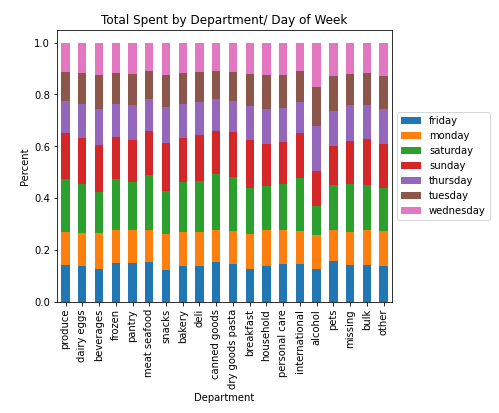 Total Spent by Department/ Day of Week
Percent
1.0
0.8
0.6
0.4
0.2
0.0
produce
dairy eggs
beverages
frozen
pantry
meat seafood
snacks
bakery
deli
canned goods
dry goods pasta
breakfast
household
personal care
international
alcohol
pets
missing
bulk
other
Department
friday
monday
saturday
sunday
thursday
tuesday
wednesday